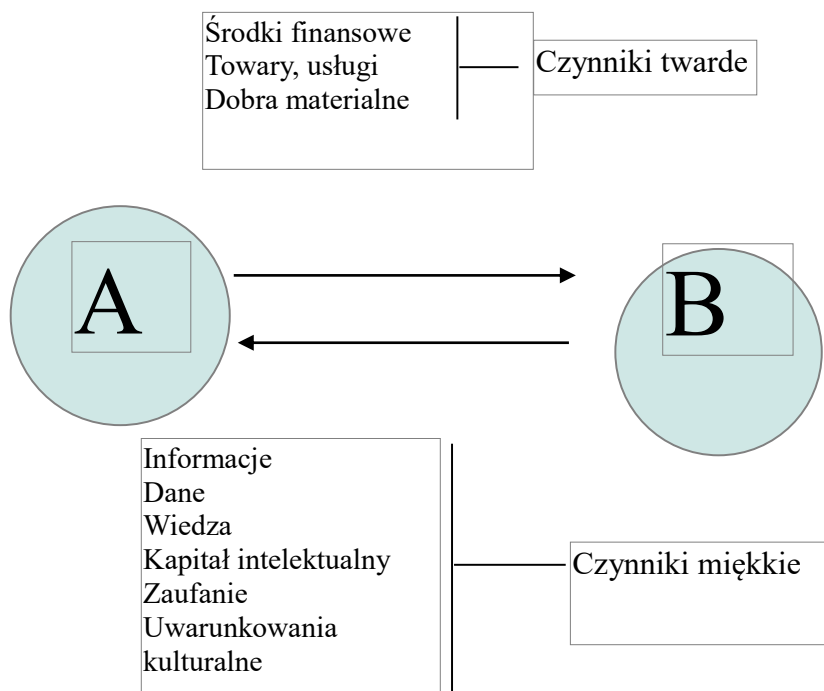 Środki finansowe
Towary, usługi
Dobra materialne
Czynniki twarde
A
B
Informacje
Dane
Wiedza
Kapitał intelektualny
Zaufanie
Uwarunkowania
kulturalne
Czynniki miękkie